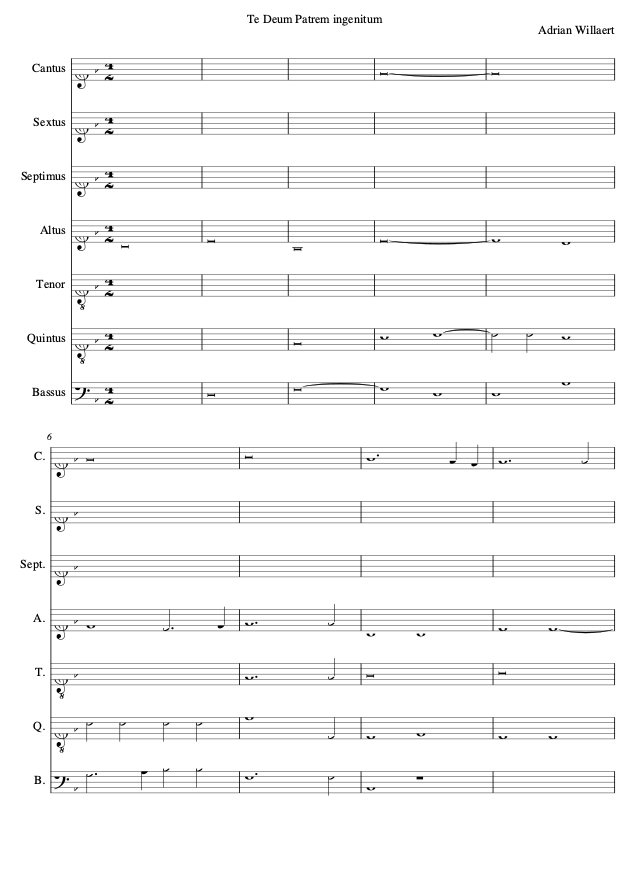 Te Deum Patrem ingenitum
Adrian Willaert
Cantus
Sextus
Septimus
Altus
Tenor
Quintus
Bassus
6
C.
S.
Sept.
A.
T.
Q.
B.